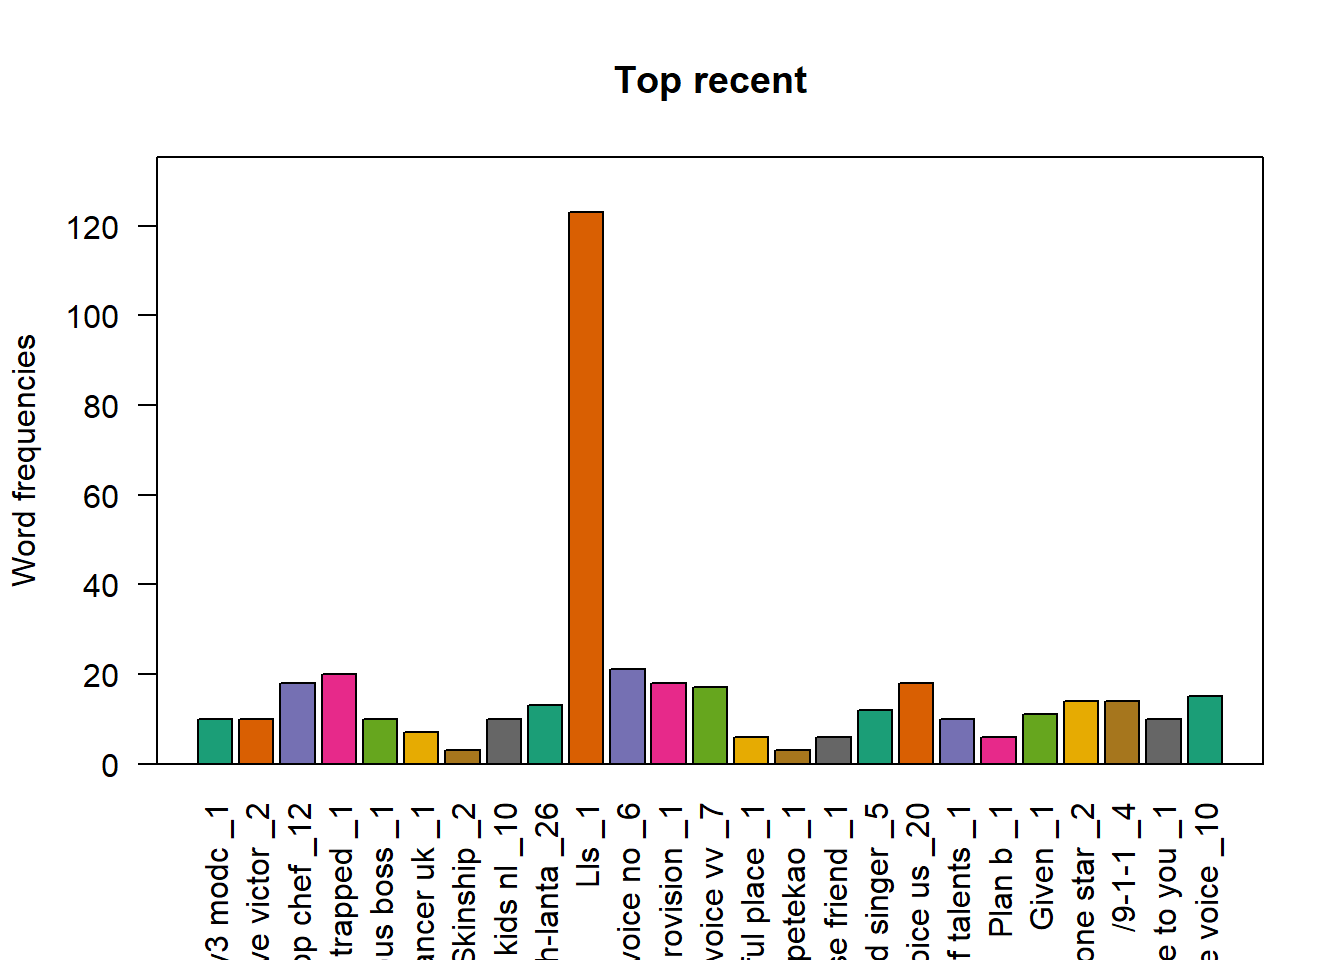 Top recent
Word frequencies
120
100
80
60
40
20
0
v3 modc _1
ve victor _2
op chef _12
trapped _1
ous boss _1
ancer uk _1
Skinship _2
kids nl _10
h-lanta _26
Lls _1
voice no _6
rovision _1
voice vv _7
ful place _1
petekao _1
se friend _1
d singer _5
oice us _20
f talents _1
Plan b _1
Given _1
one star _2
/9-1-1 _4
e to you _1
e voice _10